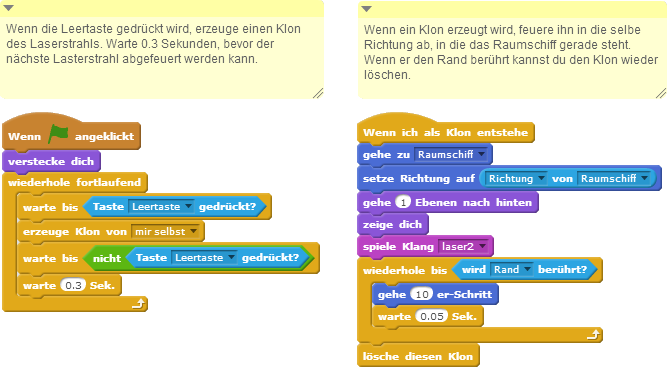 Wenn die Leertaste gedrückt wird, erzeuge einen Klon
des Laserstrahls. Warte 0.3 Sekunden, bevor der
nächste Lasterstrahl abgefeuert werden kann.
Wenn angeklickt
verstecke dich
wiederhole fortlaufend
warte bis Taste Leertaste gedrückt?
erzeuge Klon von mir selbst
warte bis nicht Taste Leertaste gedrückt?
warte 0.3 Sek.
Wenn ein Klon erzeugt wird, feuere ihn in die selbe
Richtung ab, in die das Raumschiff gerade steht.
Wenn er den Rand berührt kannst du den Klon wieder
löschen.
Wenn ich als Klon entstehe
gehe zu Raumschiff
setze Richtung auf Richtung von Raumschiff
gehe 1 Ebenen nach hinten
zeige dich
spiele Klang laser2
wiederhole bis wird Rand berührt?
gehe 10 er-Schritt
warte 0.05 Sek.
lösche diesen Klon